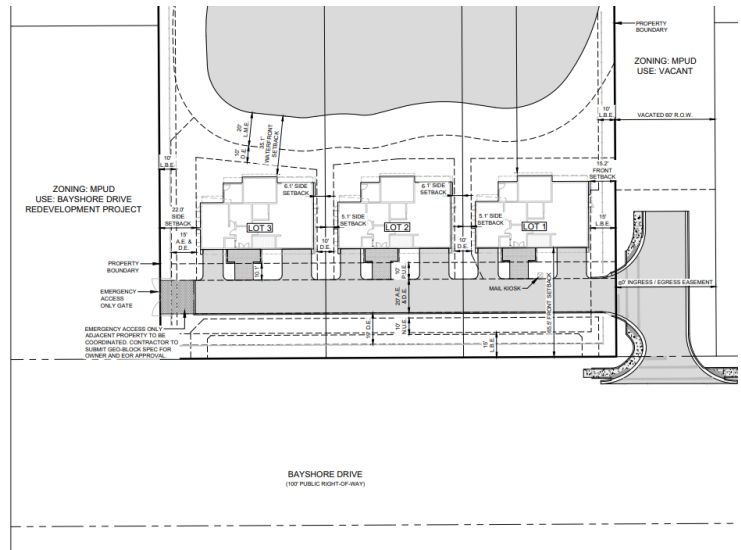 PROPERTY
BOUNDARY
ZONING: MPUD
USE: VACANT
10'
L.B.E.
VACATED 60' R.O.W.
20'
L.M.E.
10'
D.E.
35.1'
WATERFRONT
SETBACK
10'
L.B.E.
15.2'
FRONT
SETBACK
ZONING: MPUD
USE: BAYSHORE DRIVE
REDEVELOPMENT PROJECT
22.0'
SIDE
SETBACK
6.1' SIDE
SETBACK
6.1' SIDE
SETBACK
5.1' SIDE
SETBACK
5.1' SIDE
SETBACK
LOT 3
LOT 2
LOT 1
15'
L.B.E.
15'
A.E. &
D.E.
10'
D.E.
10'
D.E.
PROPERTY
BOUNDARY
10'
P.U.E.
MAIL KIOSK
60' INGRESS / EGRESS EASEMENT
EMERGENCY
ACCESS
ONLY GATE
20' A.E.
& D.E.
FRONT SETBACK
EMERGENCY ACCESS ONLY
ADJACENT PROPERTY TO BE
COORDINATED. CONTRACTOR TO
SUBMIT GEO-BLOCK SPEC FOR
OWNER AND EOR APPROVAL.
10' D.E.
10'
N.U.E.
15'
L.B.E.
BAYSHORE DRIVE
(100' PUBLIC RIGHT-OF-WAY)